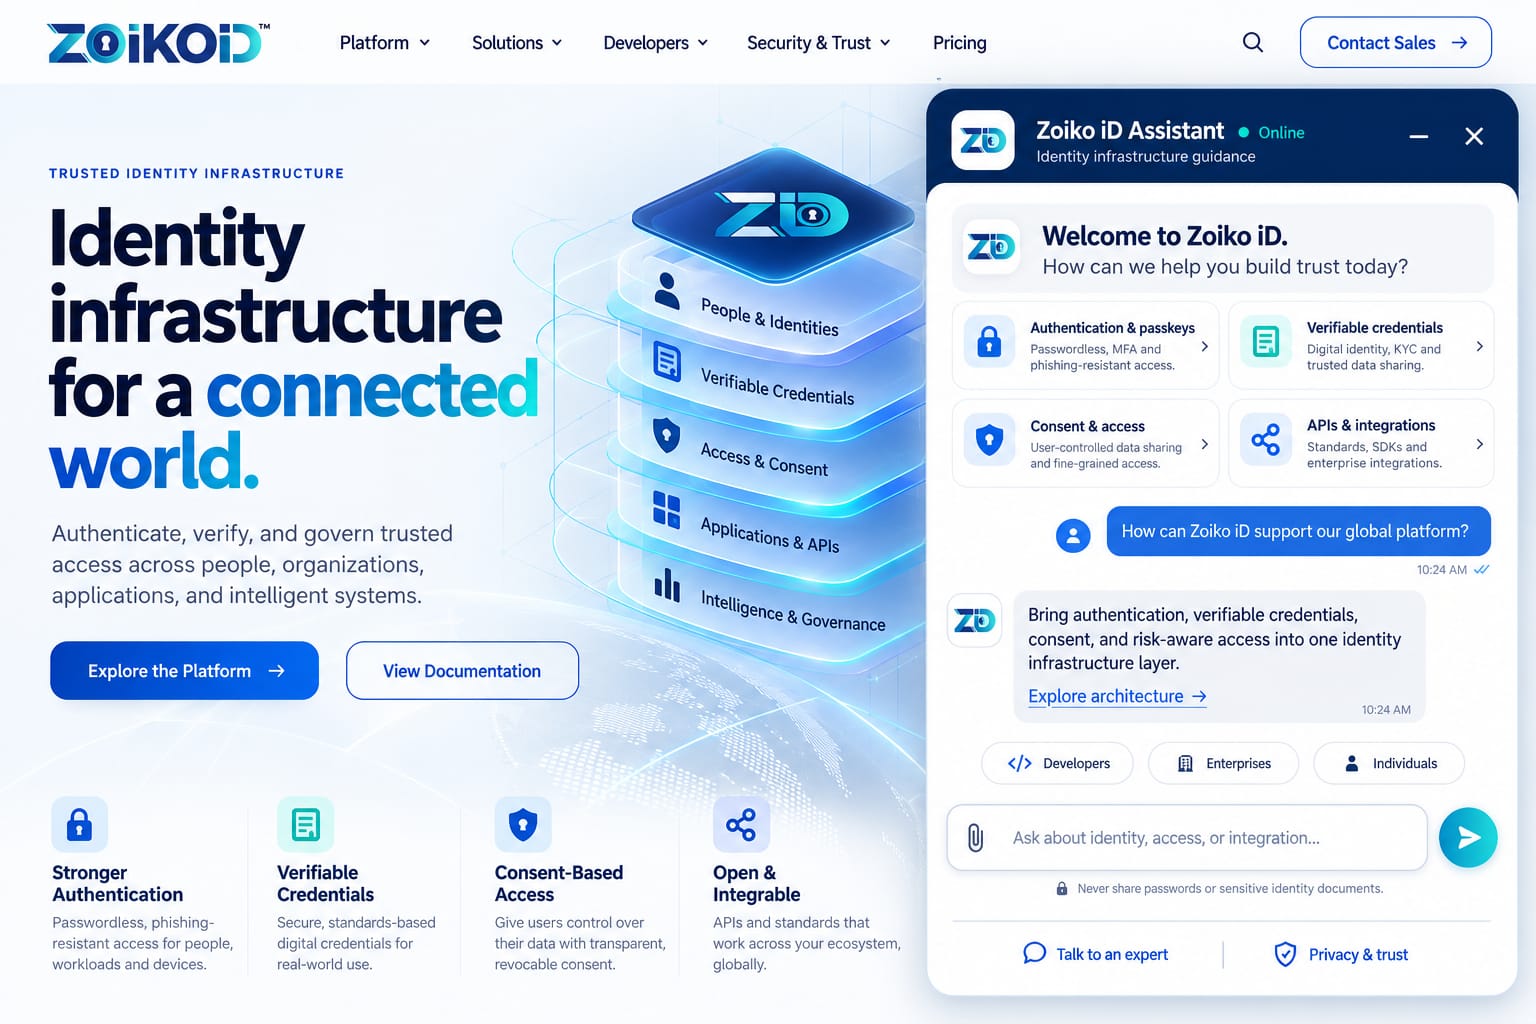 ZOiKOiD™
Platform
Solutions
Developers
Security & Trust
Pricing
Contact Sales
TRUSTED IDENTITY INFRASTRUCTURE
Identity
infrastructure
for a connected
world.
Authenticate, verify, and govern trusted
access across people, organizations,
applications, and intelligent systems.
Explore the Platform
View Documentation
ZiD
People & Identities
Verifiable Credentials
Access & Consent
Applications & APIs
Intelligence & Governance
Stronger
Authentication
Passwordless, phishing-
resistant access for people,
workloads and devices.
Verifiable
Credentials
Secure, standards-based
digital credentials for
real-world use.
Consent-Based
Access
Give users control over
their data with transparent,
revocable consent.
Open &
Integrable
APIs and standards that
work across your ecosystem,
globally.
ZiD
Zoiko iD Assistant
Online
Identity infrastructure guidance
ZiD
Welcome to Zoiko iD.
How can we help you build trust today?
Authentication & passkeys
Passwordless, MFA and
phishing-resistant access.
Verifiable credentials
Digital identity, KYC and
trusted data sharing.
Consent & access
User-controlled data sharing
and fine-grained access.
APIs & integrations
Standards, SDKs and
enterprise integrations.
How can Zoiko iD support our global platform?
10:24 AM
ZiD
Bring authentication, verifiable credentials,
consent, and risk-aware access into one identity
infrastructure layer.
Explore architecture
10:24 AM
Developers
Enterprises
Individuals
Ask about identity, access, or integration...
Never share passwords or sensitive identity documents.
Talk to an expert
Privacy & trust